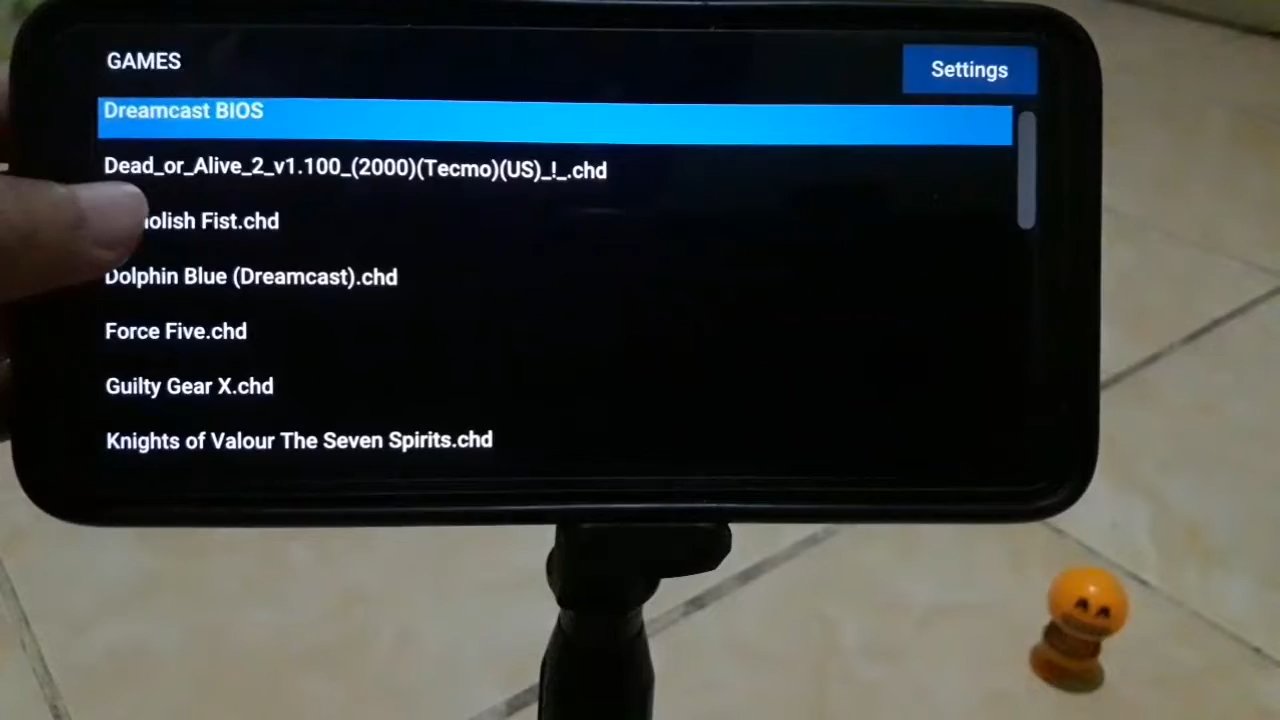 GAMES
Settings
Dreamcast BIOS
Dead_or_Alive_2_v1.100_(2000)(Tecmo)(US)_!_.chd
Fist.chd
Dolphin Blue (Dreamcast).chd
Force Five.chd
Guilty Gear X.chd
Knights of Valour The Seven Spirits.chd